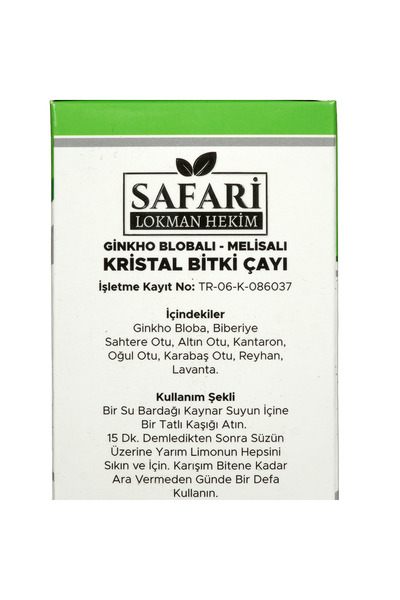 SAFARİ
LOKMAN HEKİM
GİNKHO BLOBALI - MELİSALI
KRİSTAL BİTKİ ÇAYI
İşletme Kayıt No: TR-06-K-086037
İçindekiler
Ginkho Bloba, Biberiye
Sahtere Otu, Altın Otu, Kantaron,
Oğul Otu, Karabaş Otu, Reyhan,
Lavanta.
Kullanım Şekli
Bir Su Bardağı Kaynar Suyun İçine
Bir Tatlı Kaşığı Atın.
15 Dk. Demledikten Sonra Süzün
Üzerine Yarım Limonun Hepsini
Sıkın ve İçin. Karışım Bitene Kadar
Ara Vermeden Günde Bir Defa
Kullanın.